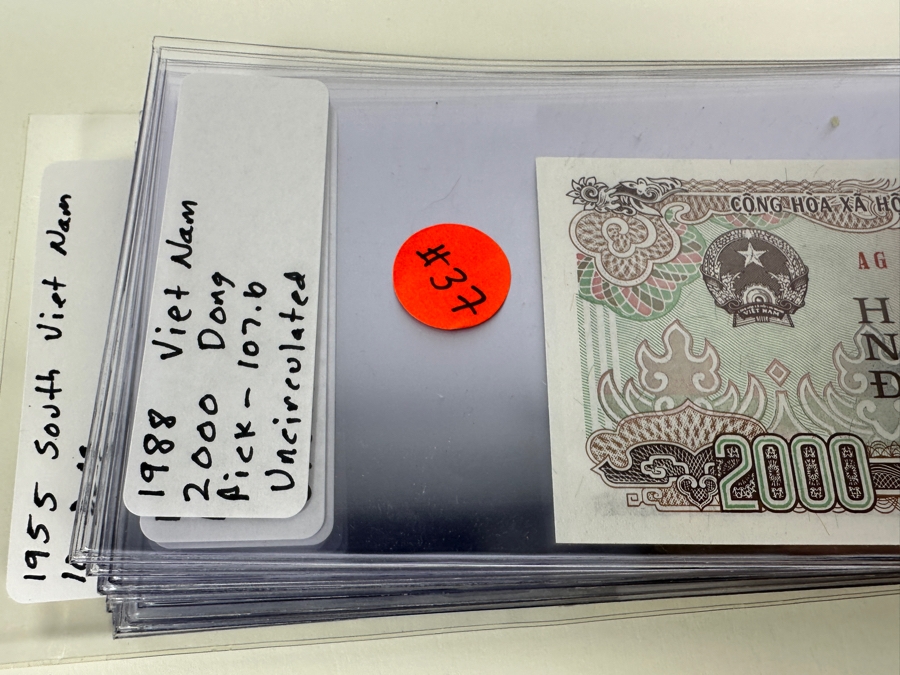 1955 South Viet Nam
1988 Viet Nam
2000 Dong
Pick - 107.b
Uncirculated
#37
CỘNG HÒA XÃ
AG
VIỆT NAM
2000